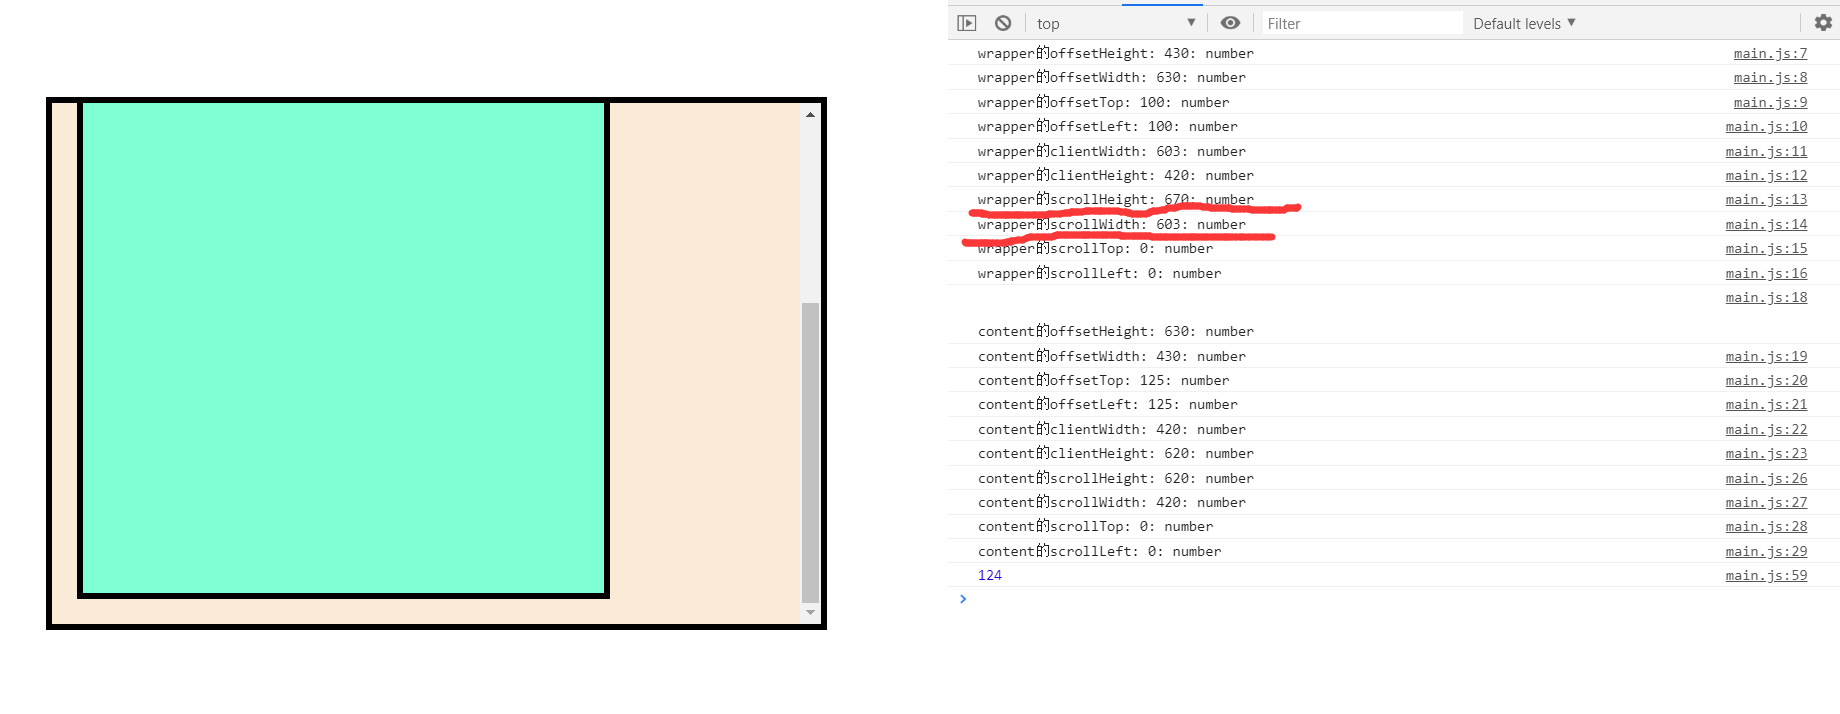 top
Filter
Default levels
wrapper的offsetHeight: 430: number main.js:7
wrapper的offsetWidth: 630: number main.js:8
wrapper的offsetTop: 100: number main.js:9
wrapper的offsetLeft: 100: number main.js:10
wrapper的clientWidth: 603: number main.js:11
wrapper的clientHeight: 420: number main.js:12
wrapper的scrollHeight: 670: number main.js:13
wrapper的scrollWidth: 603: number main.js:14
wrapper的scrollTop: 0: number main.js:15
wrapper的scrollLeft: 0: number main.js:16
main.js:18
content的offsetHeight: 630: number
content的offsetWidth: 430: number main.js:19
content的offsetTop: 125: number main.js:20
content的offsetLeft: 125: number main.js:21
content的clientWidth: 420: number main.js:22
content的clientHeight: 620: number main.js:23
content的scrollHeight: 620: number main.js:26
content的scrollWidth: 420: number main.js:27
content的scrollTop: 0: number main.js:28
content的scrollLeft: 0: number main.js:29
124 main.js:59